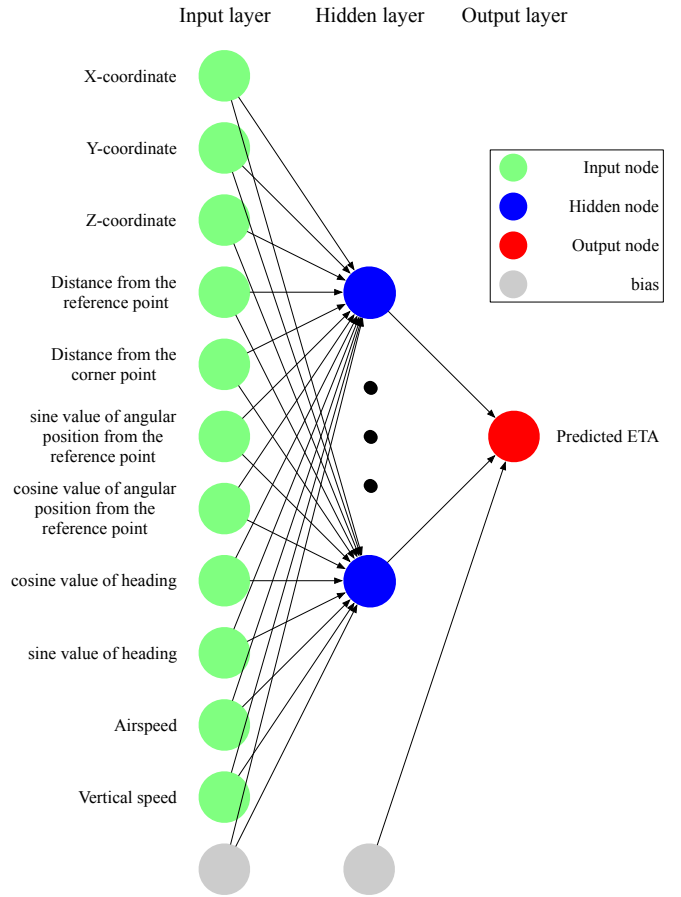 Input layer
Hidden layer
Output layer
X-coordinate
Y-coordinate
Z-coordinate
Distance from the
reference point
Distance from the
corner point
sine value of angular
position from the
reference point
cosine value of angular
position from the
reference point
cosine value of heading
sine value of heading
Airspeed
Vertical speed
Input node
Hidden node
Output node
bias
Predicted ETA